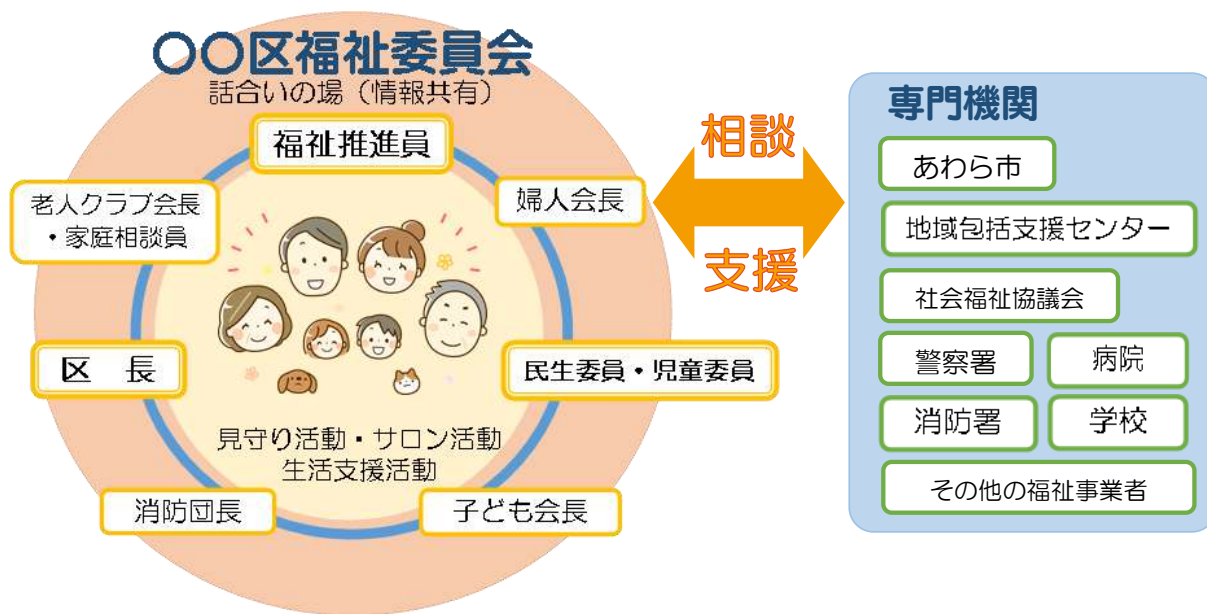 〇〇区福祉委員会
話合いの場（情報共有）
福祉推進員
婦人会長
老人クラブ会長
・家庭相談員
区　長
民生委員・児童委員
見守り活動・サロン活動
生活支援活動
消防団長
子ども会長
相談
支援
専門機関
あわら市
地域包括支援センター
社会福祉協議会
警察署
病院
消防署
学校
その他の福祉事業者